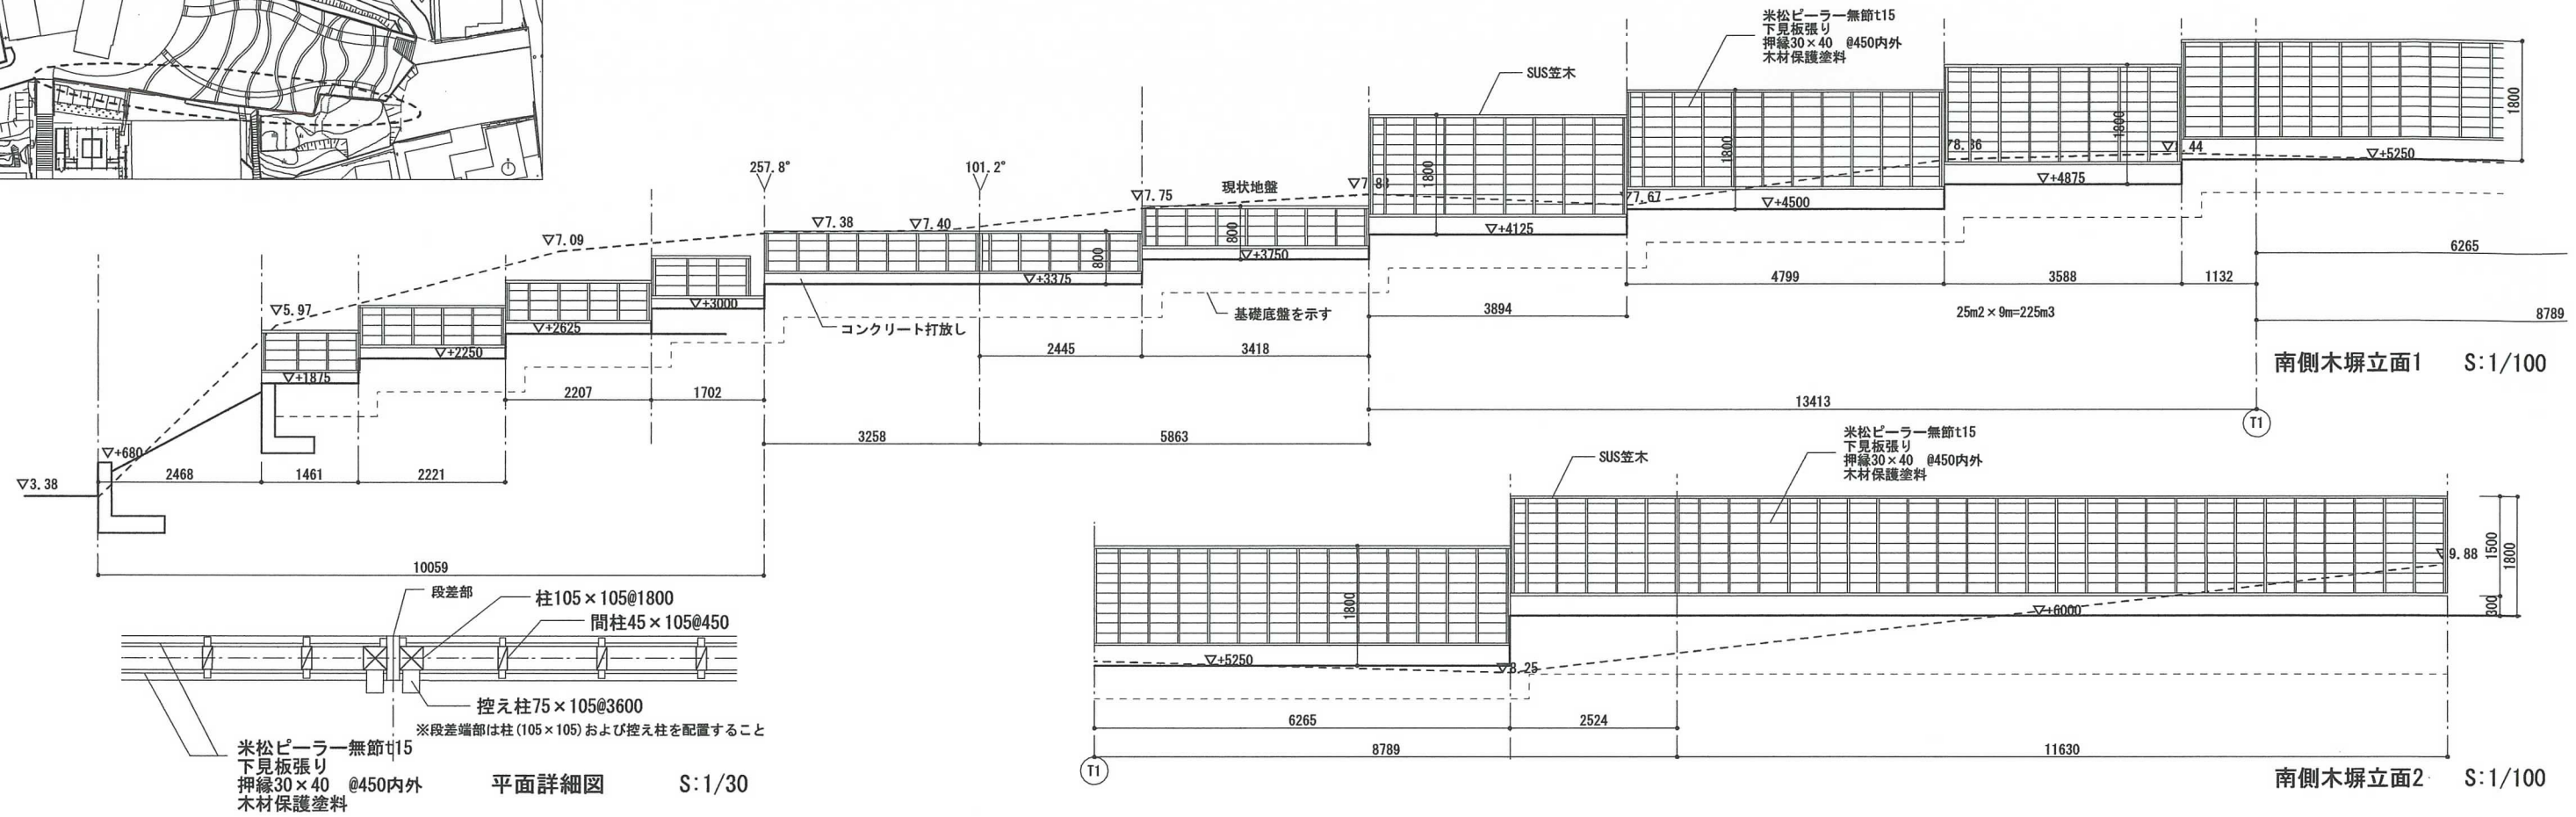 米松ピーラー無節t15
下見板張り
押縁30×40 @450内外
木材保護塗料
SUS笠木
1800
1800
1800
1800
▽8.36
▽+5250
▽+4875
▽+4500
▽+4125
257.8°
101.2°
▽7.75
現状地盤
▽7.67
▽7.38
▽7.40
▽7.09
800
800
▽+3750
▽+3375
▽+3000
▽+2625
▽+2250
▽+1875
▽5.97
コンクリート打放し
基礎底盤を示す
6265
4799
3588
1132
3894
25m2×9m=225m3
8789
2445
3418
南側木塀立面1 S:1/100
2207
1702
13413
T1
3258
5863
▽+680
2468
1461
2221
▽3.38
10059
米松ピーラー無節t15
下見板張り
押縁30×40 @450内外
木材保護塗料
SUS笠木
▽9.88
1500
1800
300
1800
▽+6000
▽+5250
▽8.25
6265
2524
8789
11630
T1
南側木塀立面2 S:1/100
段差部
柱105×105@1800
間柱45×105@450
控え柱75×105@3600
※段差端部は柱(105×105)および控え柱を配置すること
米松ピーラー無節t15
下見板張り
押縁30×40 @450内外
木材保護塗料
平面詳細図 S:1/30